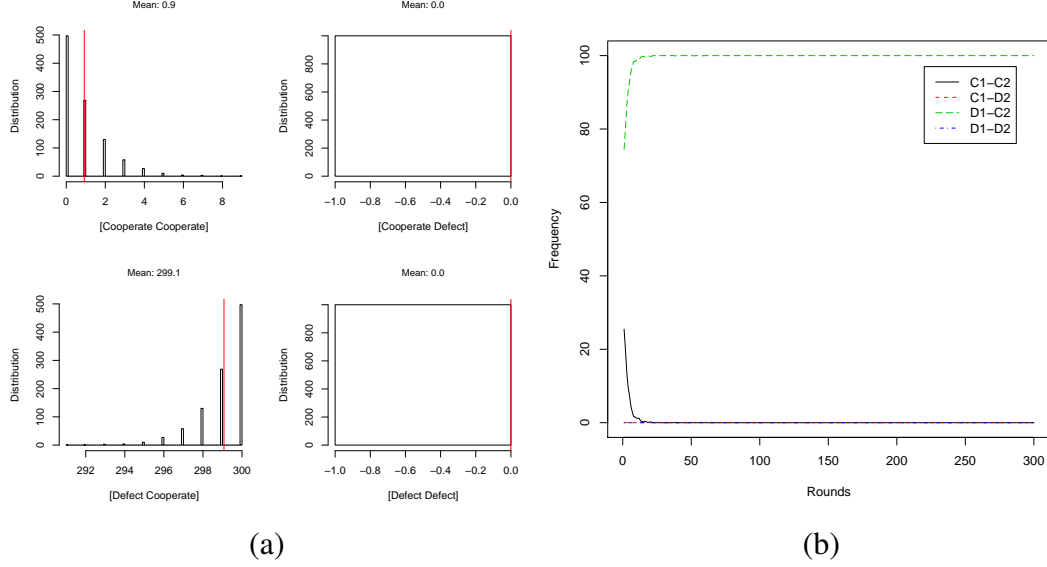 Mean: 0.9
Distribution
0 100 200 300 400 500
0 2 4 6 8
[Cooperate Cooperate]
Mean: 0.0
Distribution
0 200 400 600 800
−1.0 −0.8 −0.6 −0.4 −0.2 0.0
[Cooperate Defect]
Mean: 299.1
Distribution
0 100 200 300 400 500
292 294 296 298 300
[Defect Cooperate]
Mean: 0.0
Distribution
0 200 400 600 800
−1.0 −0.8 −0.6 −0.4 −0.2 0.0
[Defect Defect]
(a)
Frequency
0 20 40 60 80 100
C1−C2
C1−D2
D1−C2
D1−D2
0 50 100 150 200 250 300
Rounds
(b)